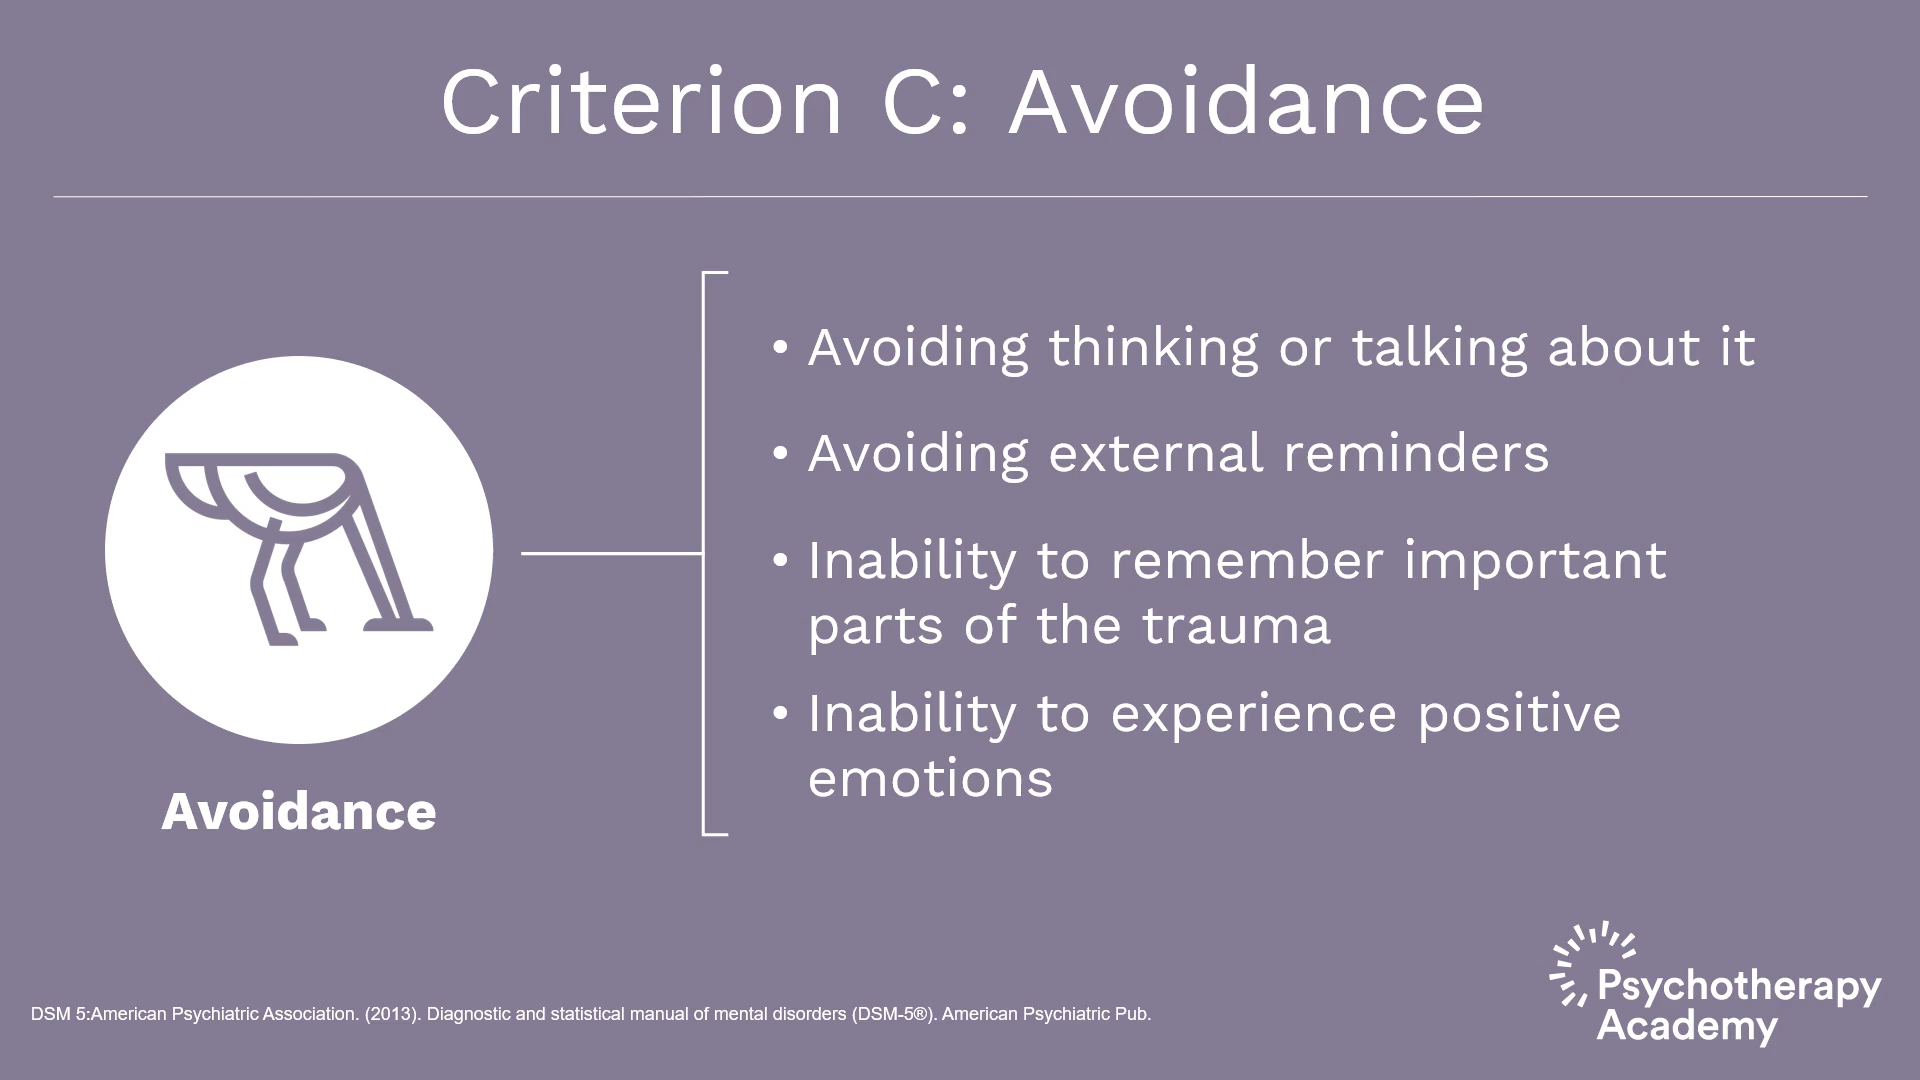 Criterion C: Avoidance
• Avoiding thinking or talking about it
• Avoiding external reminders
• Inability to remember important
parts of the trauma
• Inability to experience positive
emotions
Avoidance
DSM 5:American Psychiatric Association. (2013). Diagnostic and statistical manual of mental disorders (DSM-5®). American Psychiatric Pub.
Psychotherapy
Academy